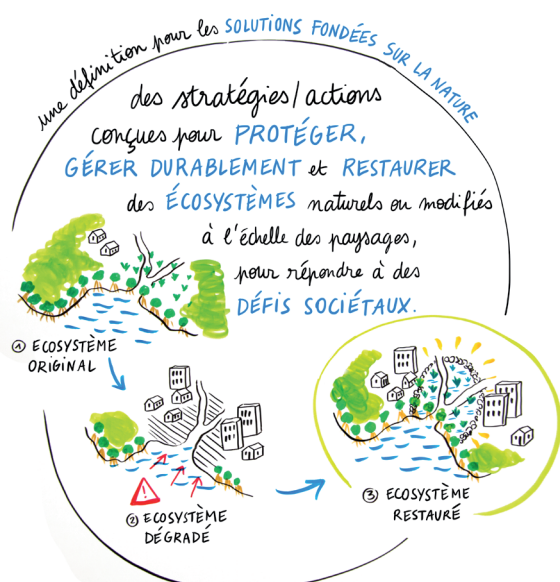 une définition pour les SOLUTIONS FONDÉES SUR LA NATURE
des stratégies/actions
conçues pour PROTÉGER,
GÉRER DURABLEMENT et RESTAURER
des ÉCOSYSTÈMES naturels ou modifiés
à l'échelle des paysages,
pour répondre à des
DÉFIS SOCIÉTAUX.
① ECOSYSTÈME
ORIGINAL
② ECOSYSTÈME
DÉGRADÉ
③ ECOSYSTÈME
RESTAURÉ